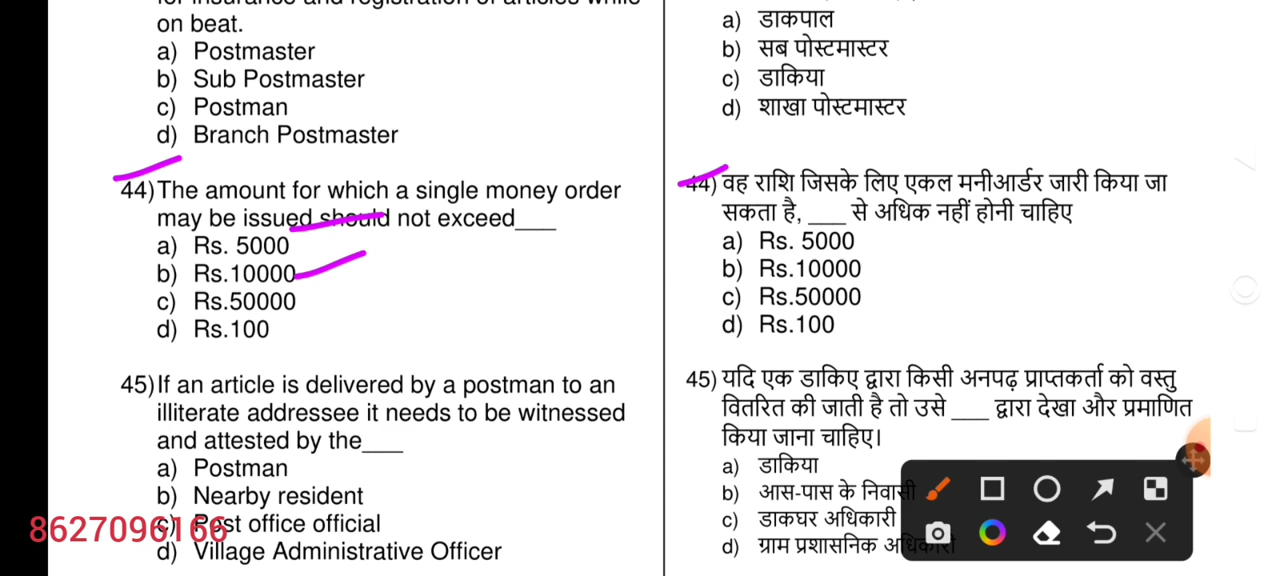 on beat.
a) Postmaster
b) Sub Postmaster
c) Postman
d) Branch Postmaster
44) The amount for which a single money order
may be issued should not exceed____
a) Rs. 5000
b) Rs.10000
c) Rs.50000
d) Rs.100
45) If an article is delivered by a postman to an
illiterate addressee it needs to be witnessed
and attested by the____
a) Postman
b) Nearby resident
c) Post office official
d) Village Administrative Officer
8627096166
a) डाकपाल
b) सब पोस्टमास्टर
c) डाकिया
d) शाखा पोस्टमास्टर
44) वह राशि जिसके लिए एकल मनीआर्डर जारी किया जा
सकता है, ____ से अधिक नहीं होनी चाहिए
a) Rs. 5000
b) Rs.10000
c) Rs.50000
d) Rs.100
45) यदि एक डाकिए द्वारा किसी अनपढ़ प्राप्तकर्ता को वस्तु
वितरित की जाती है तो उसे ____ द्वारा देखा और प्रमाणित
किया जाना चाहिए।
a) डाकिया
b) आस-पास के निवासी
c) डाकघर अधिकारी
d) ग्राम प्रशासनिक अधिकारी